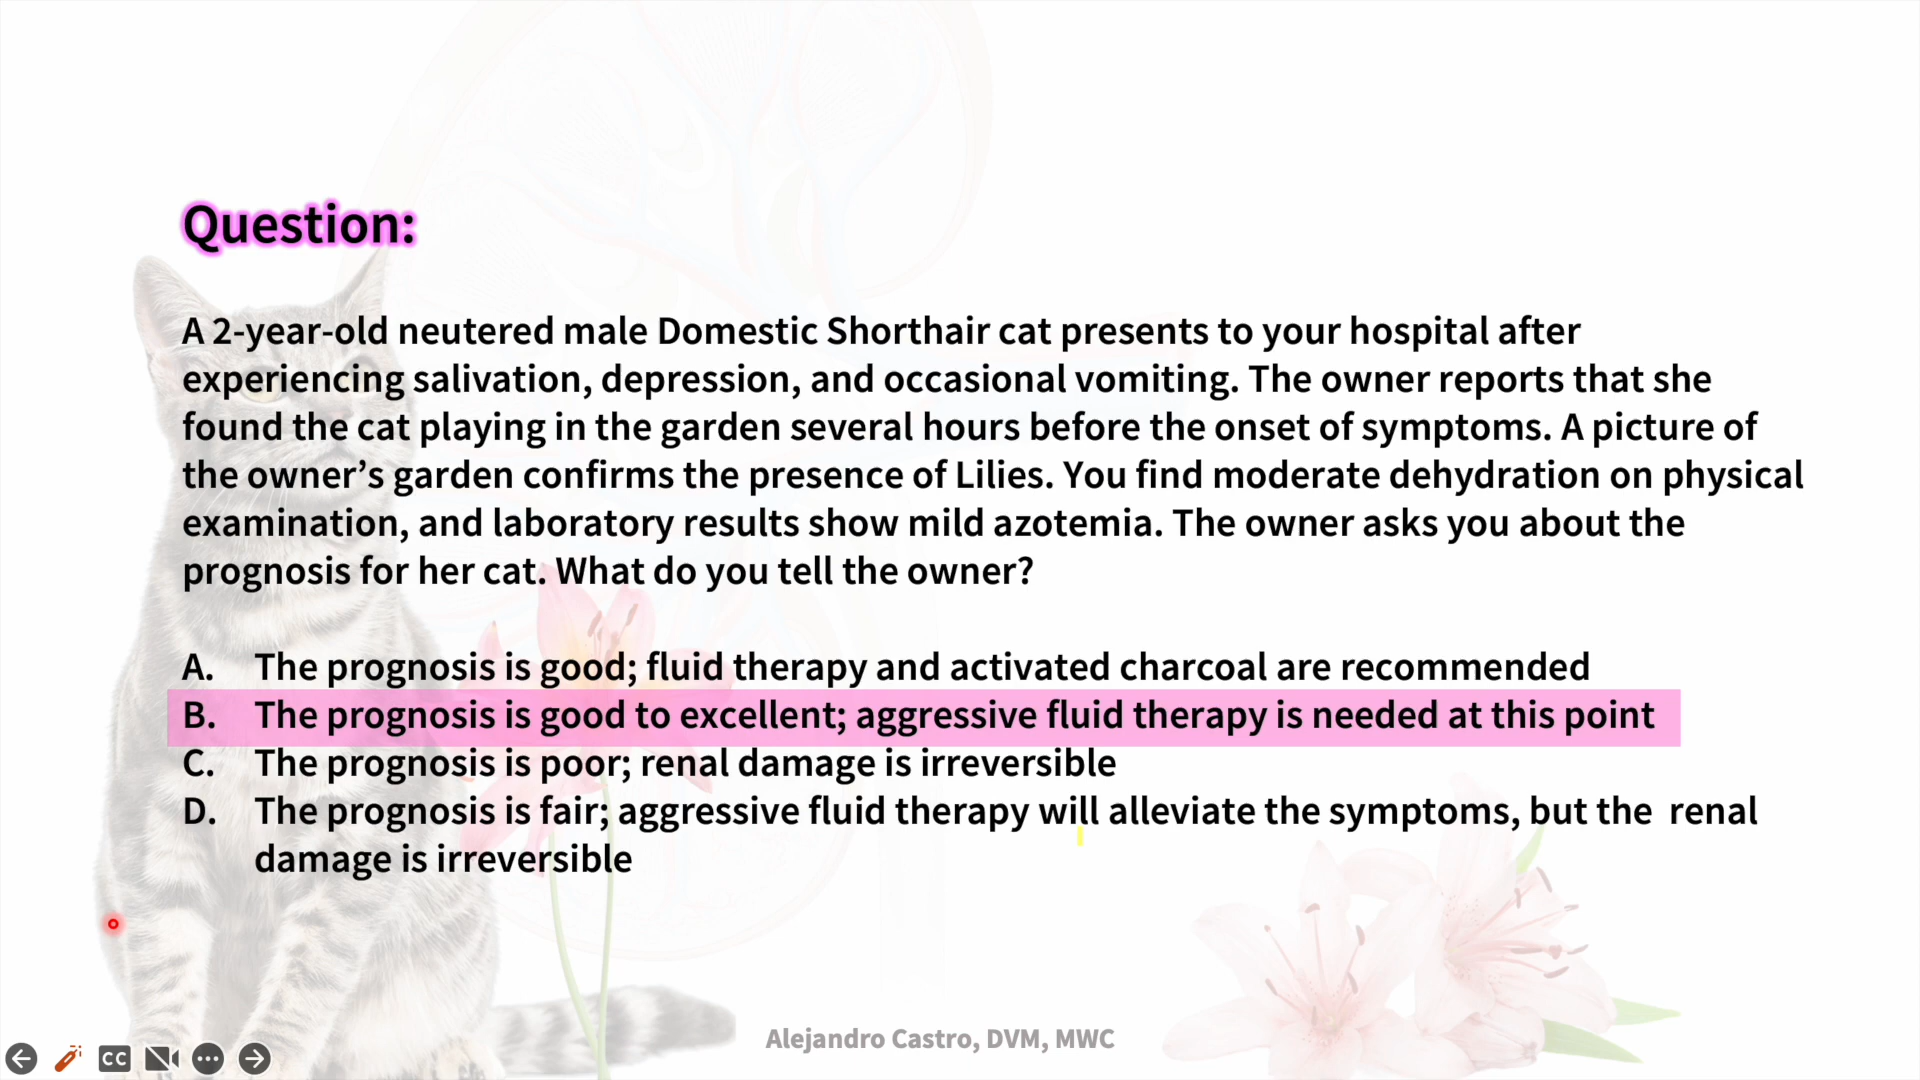 Question:
A 2-year-old neutered male Domestic Shorthair cat presents to your hospital after
experiencing salivation, depression, and occasional vomiting. The owner reports that she
found the cat playing in the garden several hours before the onset of symptoms. A picture of
the owner’s garden confirms the presence of Lilies. You find moderate dehydration on physical
examination, and laboratory results show mild azotemia. The owner asks you about the
prognosis for her cat. What do you tell the owner?
A. The prognosis is good; fluid therapy and activated charcoal are recommended
B. The prognosis is good to excellent; aggressive fluid therapy is needed at this point
C. The prognosis is poor; renal damage is irreversible
D. The prognosis is fair; aggressive fluid therapy will alleviate the symptoms, but the  renal
damage is irreversible
Alejandro Castro, DVM, MWC
CC